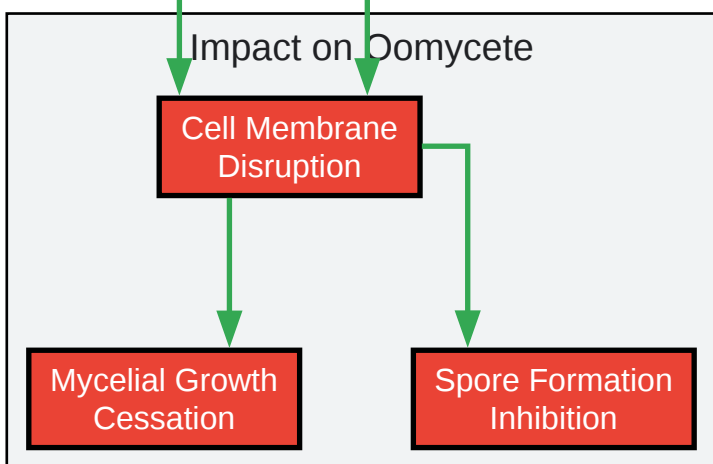 Impact on Oomycete
Cell Membrane
Disruption
Mycelial Growth
Cessation
Spore Formation
Inhibition